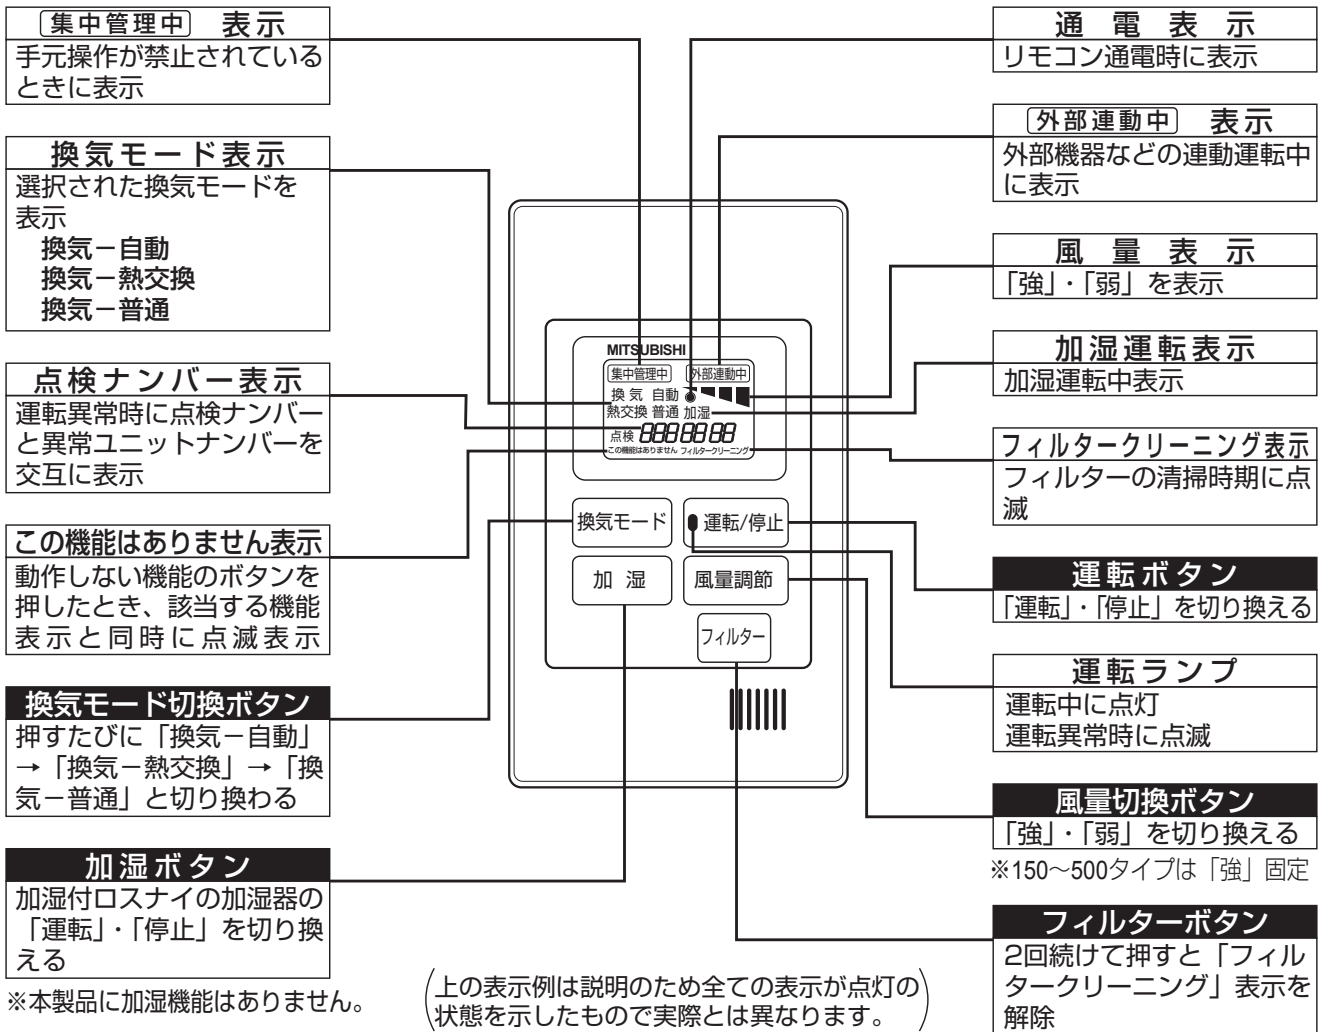 集中管理中 表示
手元操作が禁止されている
ときに表示
換気モード表示
選択された換気モードを
表示
換気−自動
換気−熱交換
換気−普通
点検ナンバー表示
運転異常時に点検ナンバー
と異常ユニットナンバーを
交互に表示
この機能はありません表示
動作しない機能のボタンを
押したとき、該当する機能
表示と同時に点滅表示
換気モード切換ボタン
押すたびに「換気−自動」
→「換気−熱交換」→「換
気−普通」と切り換わる
加湿ボタン
加湿付ロスナイの加湿器の
「運転」・「停止」を切り換
える
※本製品に加湿機能はありません。
MITSUBISHI
集中管理中 外部連動中
換気 自動
熱交換 普通 加湿
点検 888 88 88
この機能はありません フィルタークリーニング
換気モード 運転/停止
加湿 風量調節
フィルター
上の表示例は説明のため全ての表示が点灯の
状態を示したもので実際とは異なります。
通電表示
リモコン通電時に表示
外部連動中 表示
外部機器などの連動運転中
に表示
風量表示
「強」・「弱」を表示
加湿運転表示
加湿運転中表示
フィルタークリーニング表示
フィルターの清掃時期に点
滅
運転ボタン
「運転」・「停止」を切り換える
運転ランプ
運転中に点灯
運転異常時に点滅
風量切換ボタン
「強」・「弱」を切り換える
※150〜500タイプは「強」固定
フィルターボタン
2回続けて押すと「フィル
タークリーニング」表示を
解除